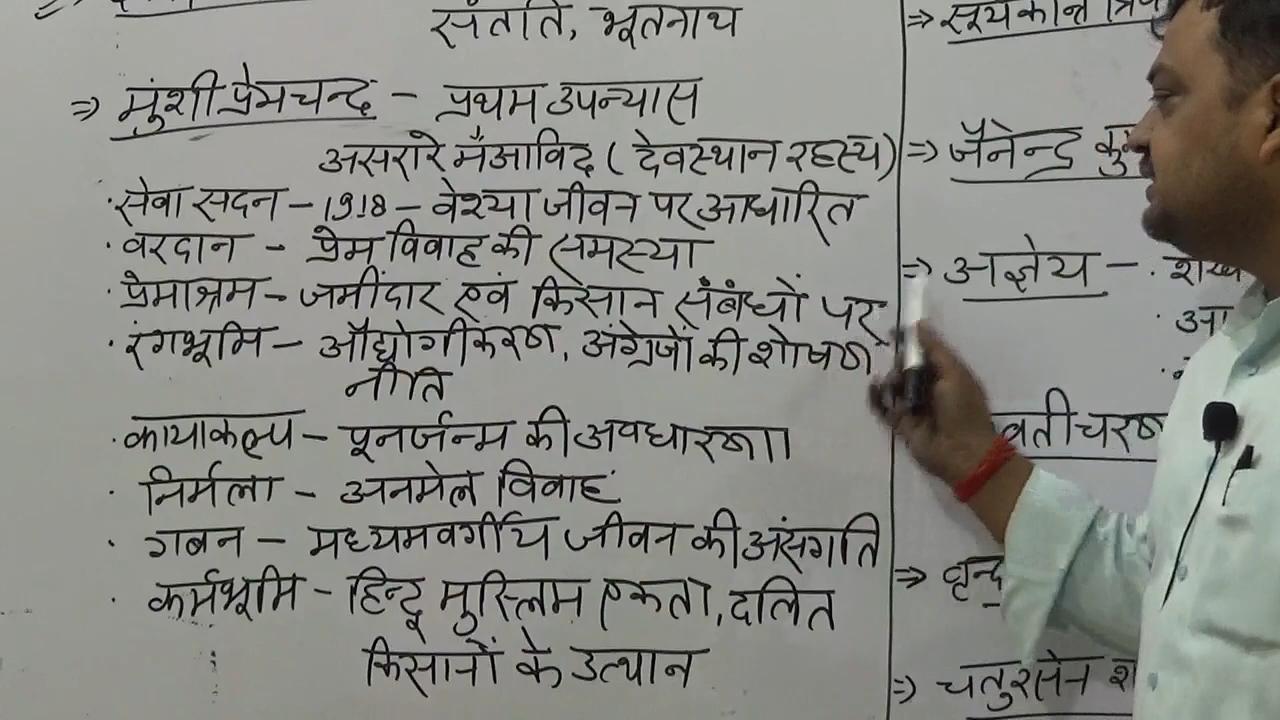 संतति, भूतनाथ
⇒ मुंशी प्रेमचन्द – प्रथम उपन्यास
असरारे मँआविद (देवस्थान रहस्य)
· सेवा सदन – 1918 – वेश्या जीवन पर आधारित
· वरदान – प्रेम विवाह की समस्या
· प्रेमाश्रम – जमींदार एवं किसान संबंधों पर
· रंगभूमि – औद्योगीकरण, अंग्रेजों की शोषण
नीति
· कायाकल्प – पूनर्जन्म की अवधारणा।
· निर्मला – अनमेल विवाह
· गबन – मध्यमवर्गीय जीवन की असंगति
· कर्मभूमि – हिन्दू मुस्लिम एकता, दलित
किसानों के उत्थान
⇒ सूर्यकान्त
⇒ जैनेन्द्र
⇒ अज्ञेय –
⇒ चतुरसेन